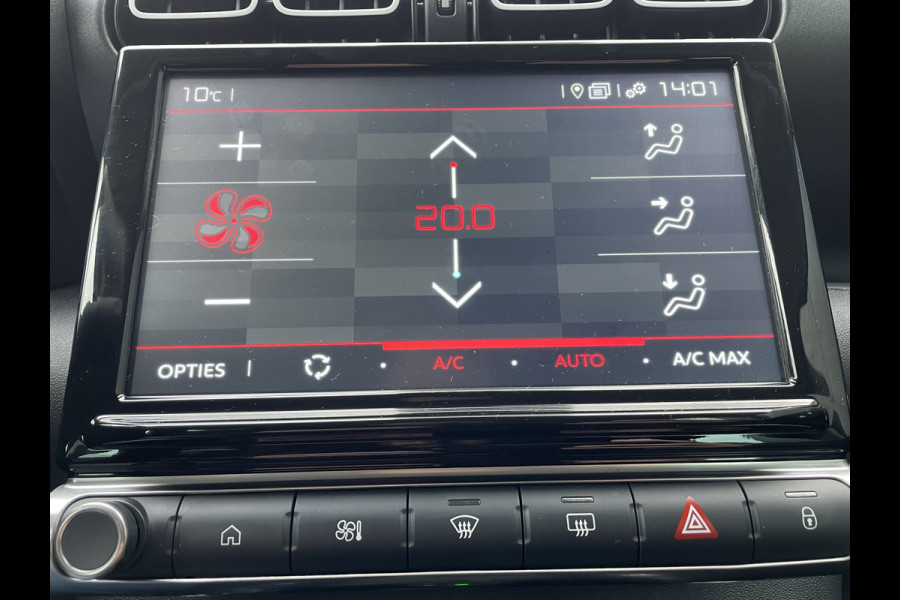 10°C 14:01
20.0
OPTIES A/C AUTO A/C MAX